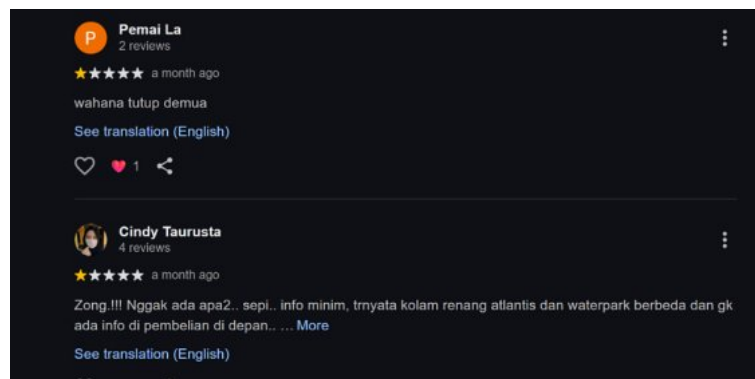 P
Pemai La
2 reviews
a month ago
wahana tutup demua
See translation (English)
1
Cindy Taurusta
4 reviews
a month ago
Zong.!!! Nggak ada apa2.. sepi.. info minim, trnyata kolam renang atlantis dan waterpark berbeda dan gk
ada info di pembelian di depan.. ... More
See translation (English)